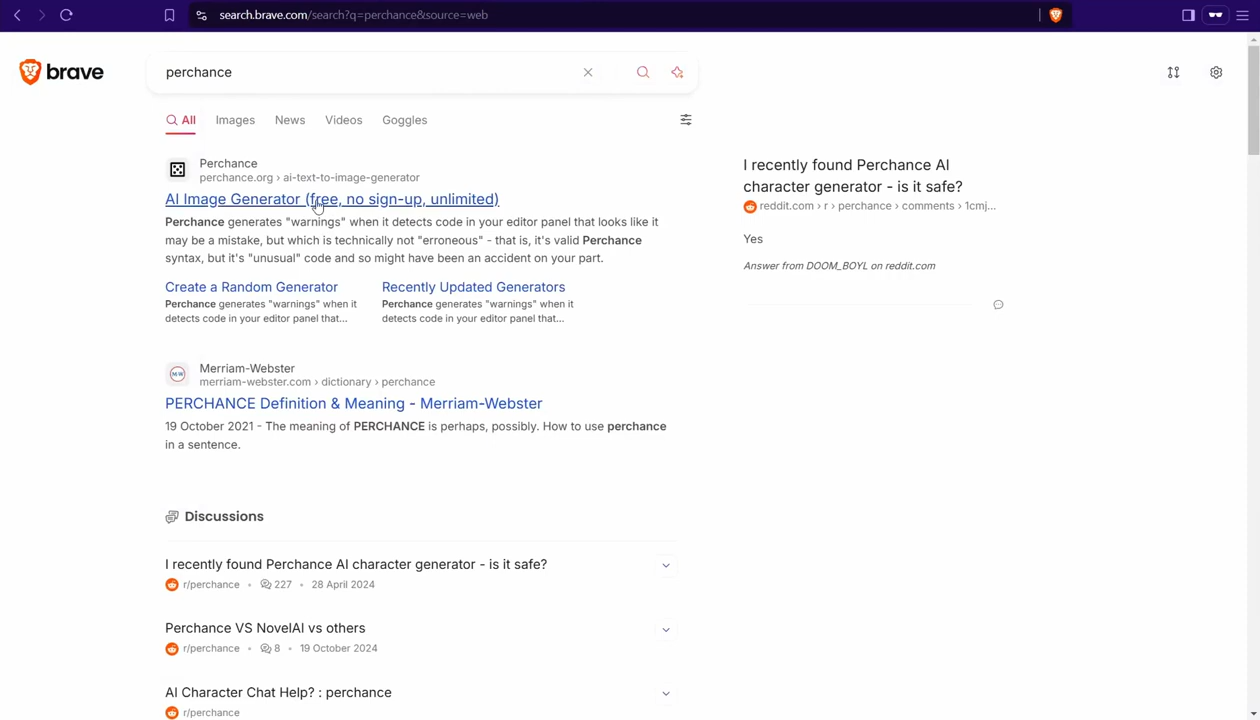 search.brave.com/search?q=perchance&source=web
brave
perchance
All
Images
News
Videos
Goggles
Perchance
perchance.org › ai-text-to-image-generator
AI Image Generator (free, no sign-up, unlimited)
Perchance generates "warnings" when it detects code in your editor panel that looks like it
may be a mistake, but which is technically not "erroneous" - that is, it's valid Perchance
syntax, but it's "unusual" code and so might have been an accident on your part.
Create a Random Generator
Perchance generates "warnings" when it
detects code in your editor panel that...
Recently Updated Generators
Perchance generates "warnings" when it
detects code in your editor panel that...
Merriam-Webster
M-W
merriam-webster.com › dictionary › perchance
PERCHANCE Definition & Meaning - Merriam-Webster
19 October 2021 - The meaning of PERCHANCE is perhaps, possibly. How to use perchance
in a sentence.
Discussions
I recently found Perchance AI character generator - is it safe?
r/perchance • 227 • 28 April 2024
Perchance VS NovelAI vs others
r/perchance • 8 • 19 October 2024
AI Character Chat Help? : perchance
r/perchance
I recently found Perchance AI
character generator - is it safe?
reddit.com › r › perchance › comments › 1cmj...
Yes
Answer from DOOM_BOYL on reddit.com